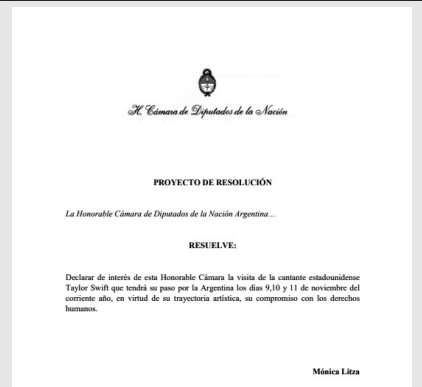 H. Cámara de Diputados de la Nación
PROYECTO DE RESOLUCIÓN
La Honorable Cámara de Diputados de la Nación Argentina...
RESUELVE:
Declarar de interés de esta Honorable Cámara la visita de la cantante estadounidense
Taylor Swift que tendrá su paso por la Argentina los días 9,10 y 11 de noviembre del
corriente año, en virtud de su trayectoria artística, su compromiso con los derechos
humanos.
Mónica Litza